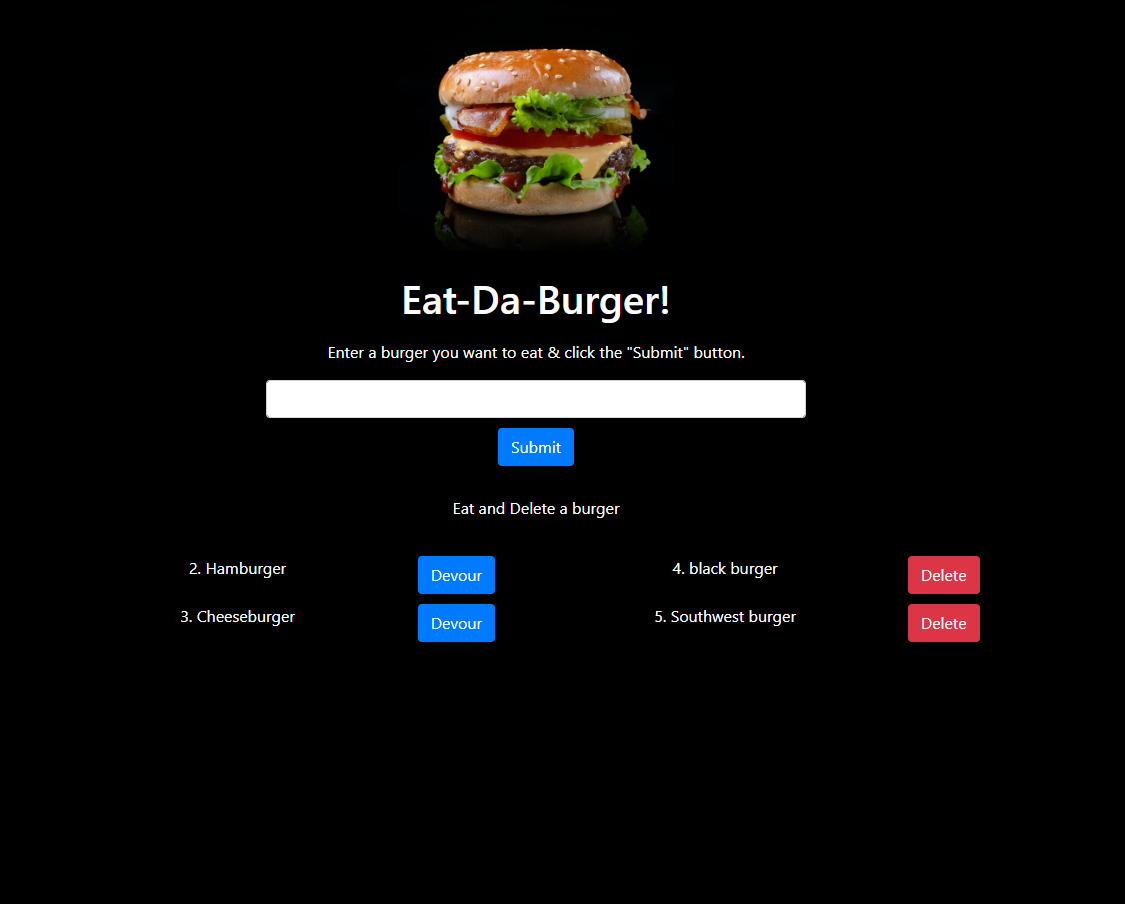 Eat-Da-Burger!
Enter a burger you want to eat & click the "Submit" button.
Submit
Eat and Delete a burger
2. Hamburger Devour
3. Cheeseburger Devour
4. black burger Delete
5. Southwest burger Delete